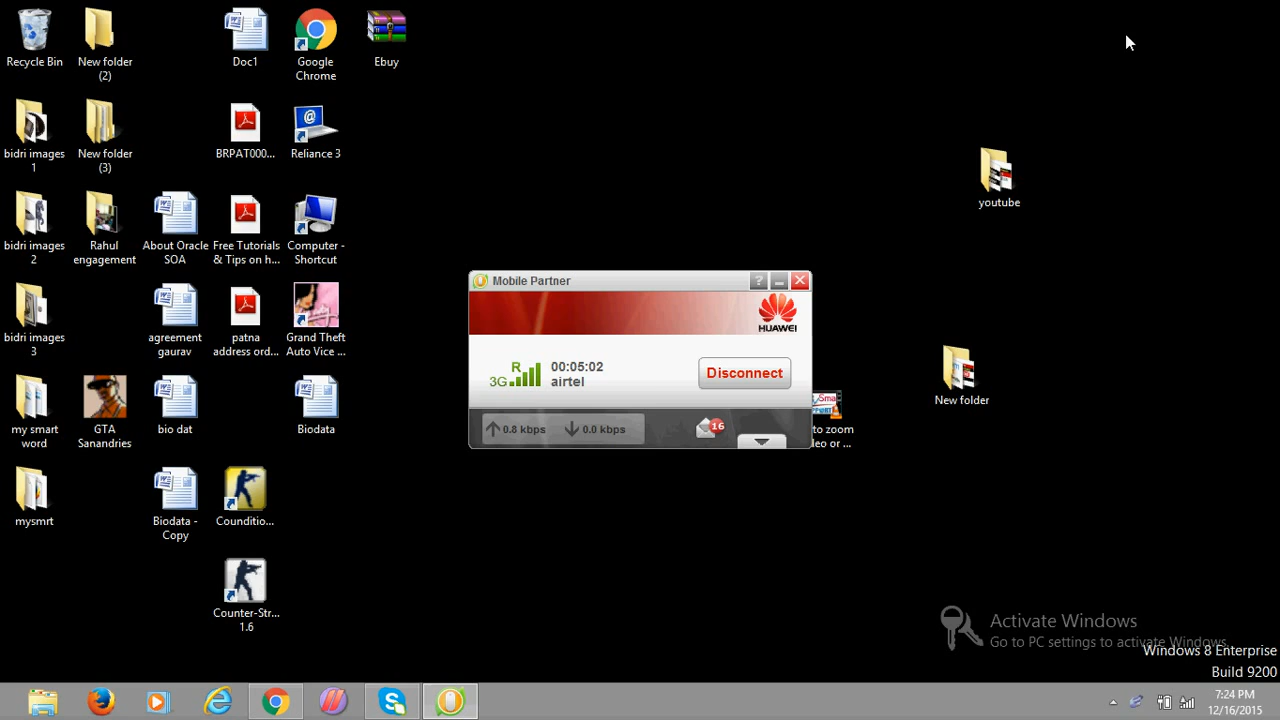 Recycle Bin
New folder
(2)
Doc1
Google
Chrome
Ebuy
bidri images
1
New folder
(3)
BRPAT000...
Reliance 3
youtube
bidri images
2
Rahul
engagement
About Oracle
SOA
Free Tutorials
& Tips on h...
Computer -
Shortcut
bidri images
3
agreement
gaurav
patna
address ord...
Grand Theft
Auto Vice ...
Mobile Partner
?
HUAWEI
R
3G
00:05:02
airtel
Disconnect
0.8 kbps
0.0 kbps
16
New folder
my smart
word
GTA
Sanandries
bio dat
Biodata
to zoom
or ...
mysmrt
Biodata -
Copy
Counditio...
Counter-Str...
1.6
Activate Windows
Go to PC settings to activate Windows.
Windows 8 Enterprise
Build 9200
7:24 PM
12/16/2015